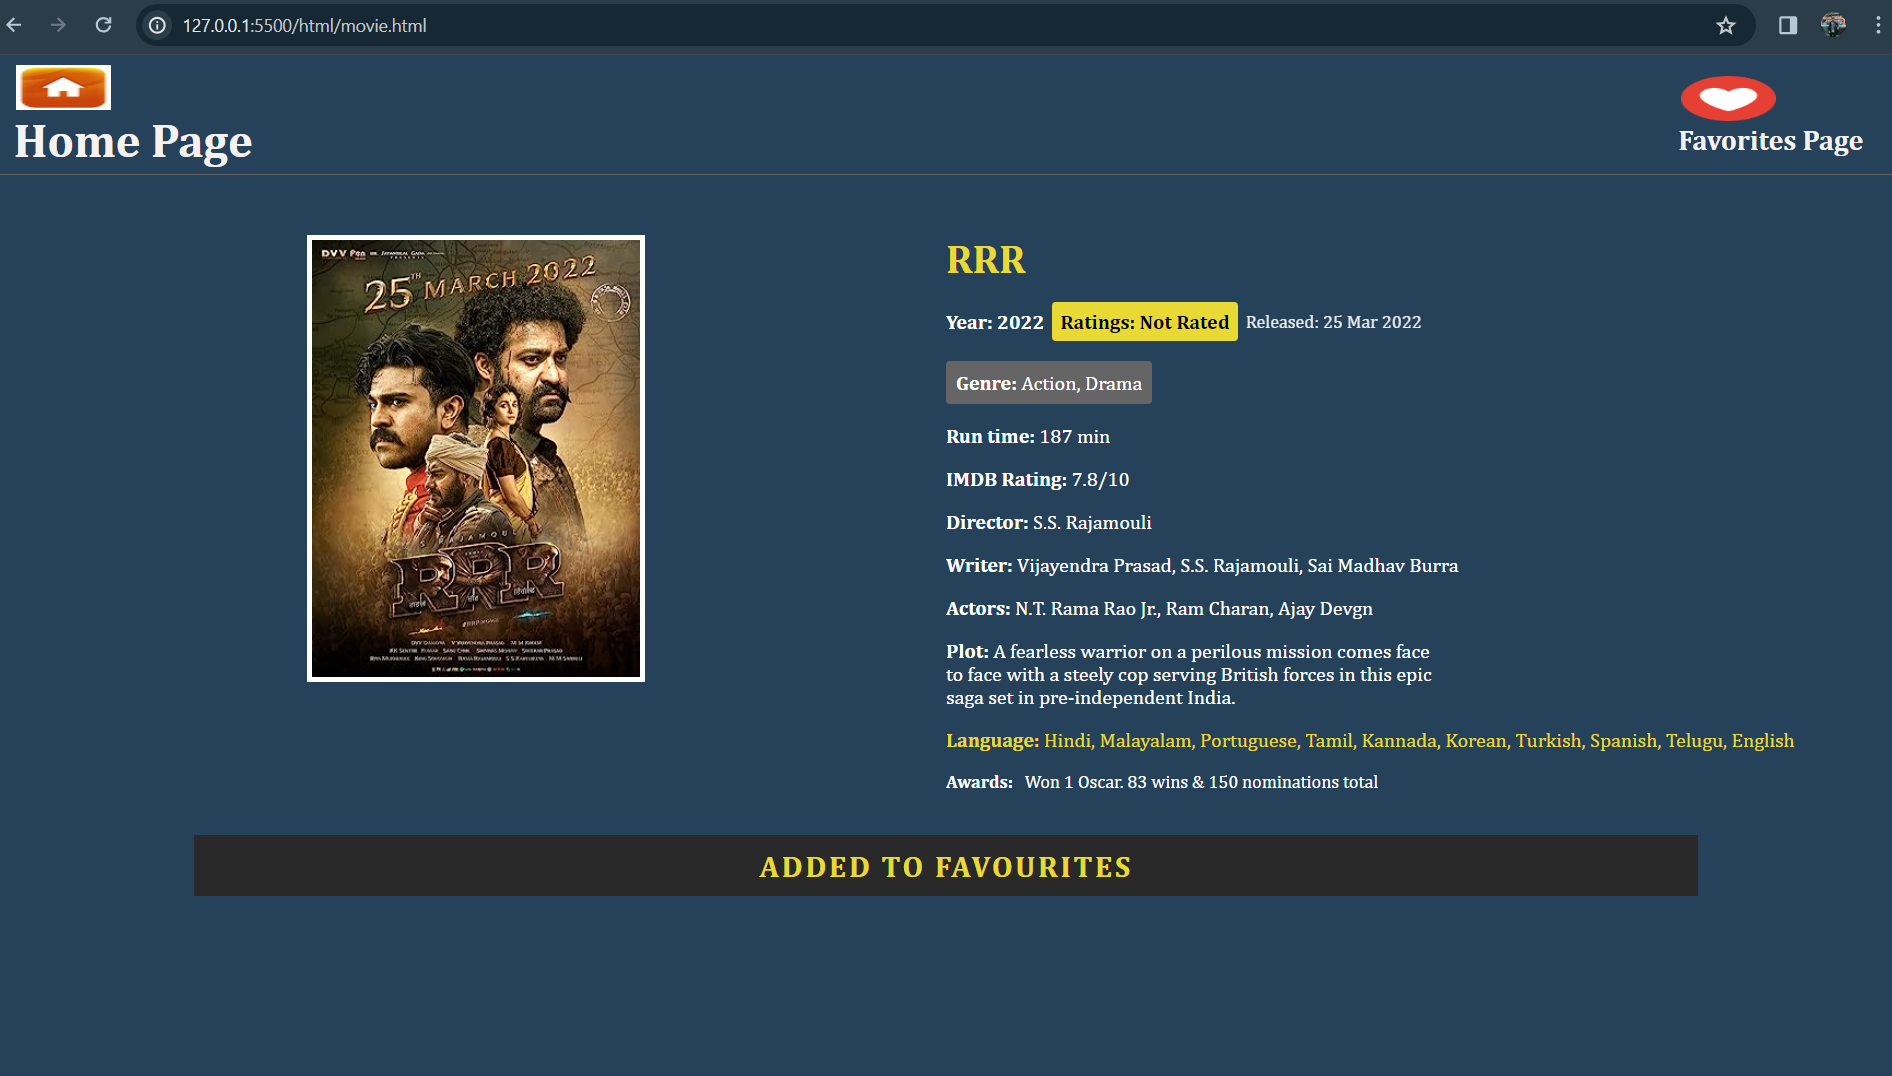 127.0.0.1:5500/html/movie.html
Home Page
Favorites Page
DVV Pen
25TH MARCH 2022
RRR
RRR
Year: 2022 Ratings: Not Rated Released: 25 Mar 2022
Genre: Action, Drama
Run time: 187 min
IMDB Rating: 7.8/10
Director: S.S. Rajamouli
Writer: Vijayendra Prasad, S.S. Rajamouli, Sai Madhav Burra
Actors: N.T. Rama Rao Jr., Ram Charan, Ajay Devgn
Plot: A fearless warrior on a perilous mission comes face
to face with a steely cop serving British forces in this epic
saga set in pre-independent India.
Language: Hindi, Malayalam, Portuguese, Tamil, Kannada, Korean, Turkish, Spanish, Telugu, English
Awards: Won 1 Oscar. 83 wins & 150 nominations total
ADDED TO FAVOURITES